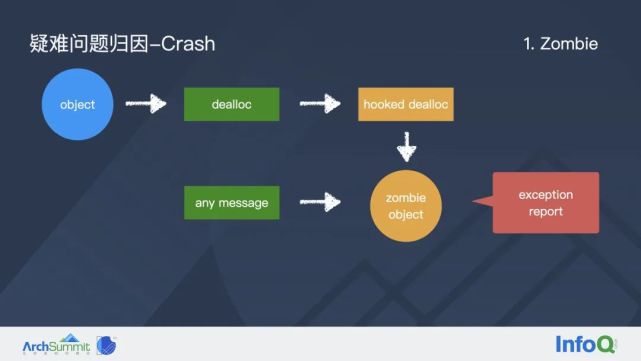 疑难问题归因-Crash
1. Zombie
object
dealloc
hooked dealloc
any message
zombie
object
exception
report
ArchSummit
InfoQ